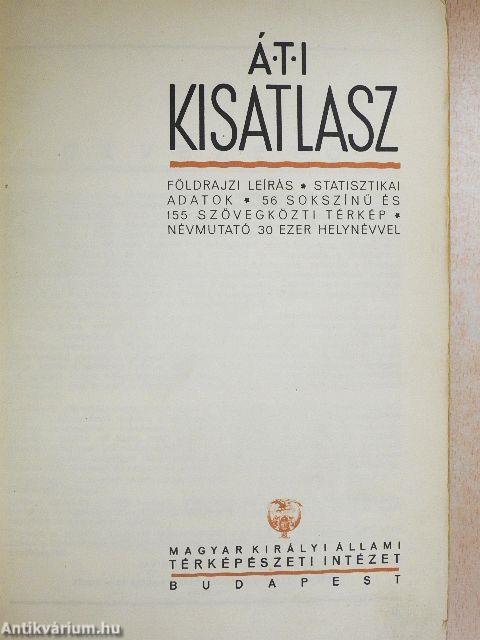 Á·T·I
KISATLASZ
FÖLDRAJZI LEÍRÁS * STATISZTIKAI
ADATOK * 56 SOKSZÍNŰ ÉS
155 SZÖVEGKÖZTI TÉRKÉP *
NÉVMUTATÓ 30 EZER HELYNÉVVEL
MAGYAR KIRÁLYI ÁLLAMI
TÉRKÉPÉSZETI INTÉZET
BUDAPEST
Antikvárium.hu